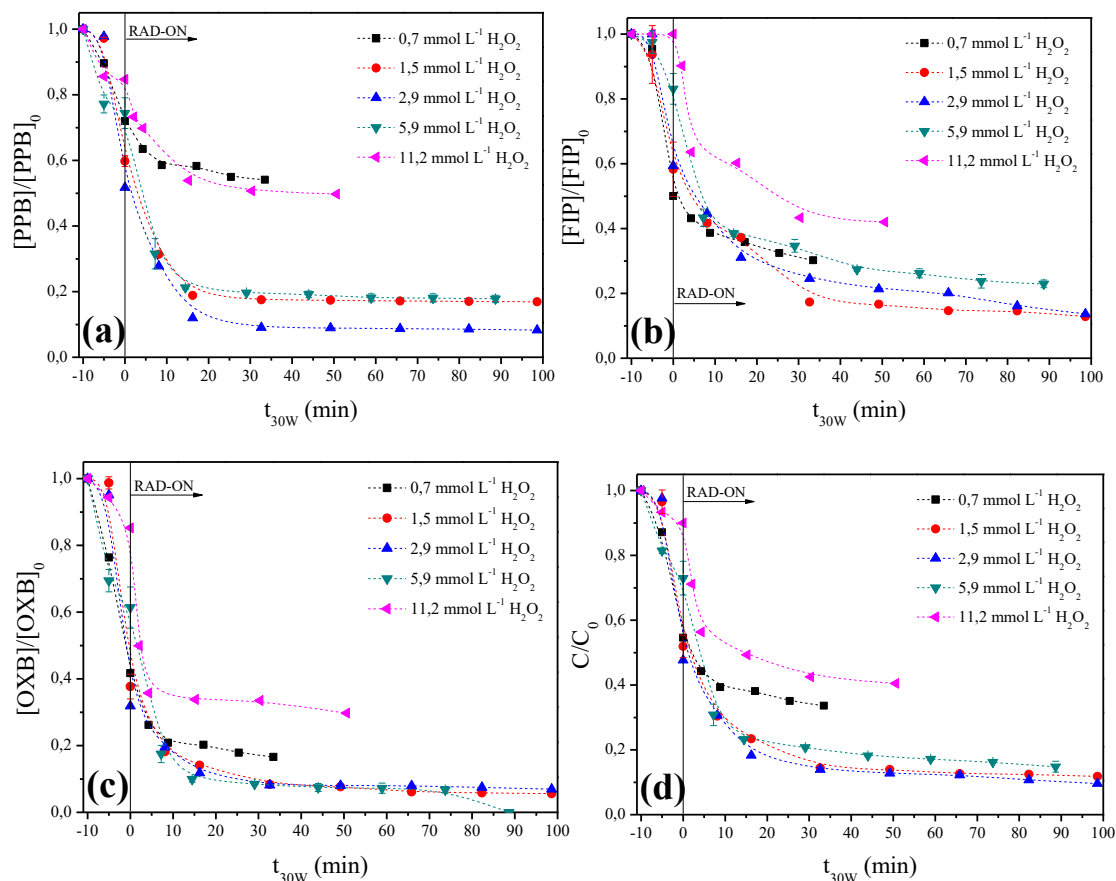 [PPB]/[PPB]₀
1,0
0,8
0,6
0,4
0,2
0,0
RAD-ON
0,7 mmol L⁻¹ H₂O₂
1,5 mmol L⁻¹ H₂O₂
2,9 mmol L⁻¹ H₂O₂
5,9 mmol L⁻¹ H₂O₂
11,2 mmol L⁻¹ H₂O₂
(a)
-10 0 10 20 30 40 50 60 70 80 90 100
t₃₀W (min)
[FIP]/[FIP]₀
1,0
0,8
0,6
0,4
0,2
0,0
0,7 mmol L⁻¹ H₂O₂
1,5 mmol L⁻¹ H₂O₂
2,9 mmol L⁻¹ H₂O₂
5,9 mmol L⁻¹ H₂O₂
11,2 mmol L⁻¹ H₂O₂
RAD-ON
(b)
-10 0 10 20 30 40 50 60 70 80 90 100
t₃₀W (min)
[OXB]/[OXB]₀
1,0
0,8
0,6
0,4
0,2
0,0
RAD-ON
0,7 mmol L⁻¹ H₂O₂
1,5 mmol L⁻¹ H₂O₂
2,9 mmol L⁻¹ H₂O₂
5,9 mmol L⁻¹ H₂O₂
11,2 mmol L⁻¹ H₂O₂
(c)
-10 0 10 20 30 40 50 60 70 80 90 100
t₃₀W (min)
C/C₀
1,0
0,8
0,6
0,4
0,2
0,0
RAD-ON
0,7 mmol L⁻¹ H₂O₂
1,5 mmol L⁻¹ H₂O₂
2,9 mmol L⁻¹ H₂O₂
5,9 mmol L⁻¹ H₂O₂
11,2 mmol L⁻¹ H₂O₂
(d)
-10 0 10 20 30 40 50 60 70 80 90 100
t₃₀W (min)